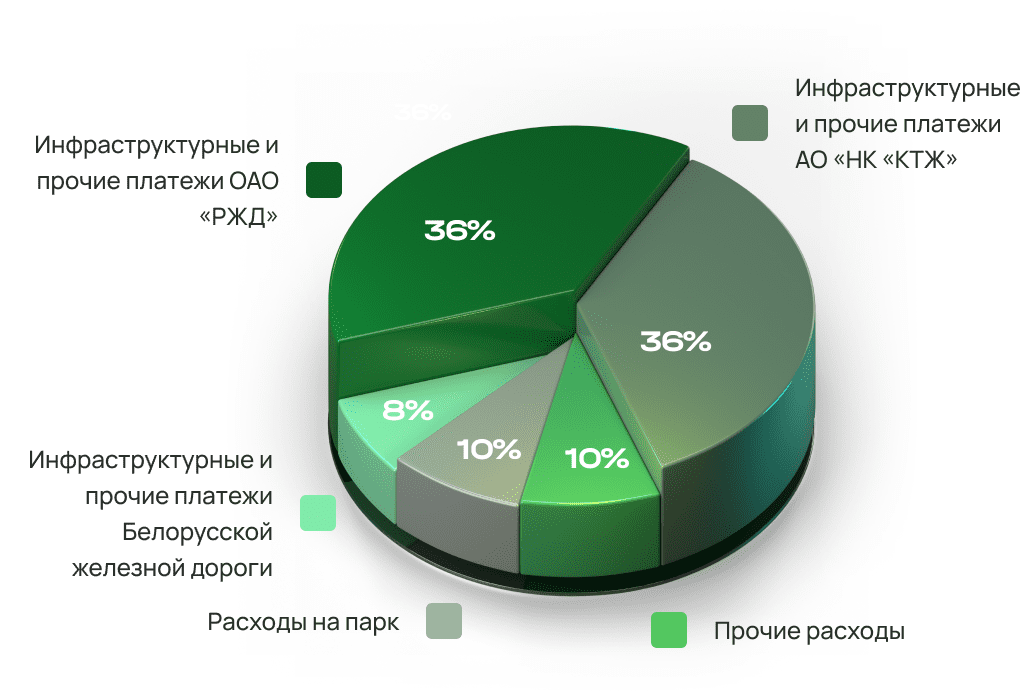 Инфраструктурные
и прочие платежи
АО «НК «КТЖ»
36%
Инфраструктурные и
прочие платежи ОАО
«РЖД»
36%
36%
8%
10%
10%
Инфраструктурные и
прочие платежи
Белорусской
железной дороги
Расходы на парк
Прочие расходы